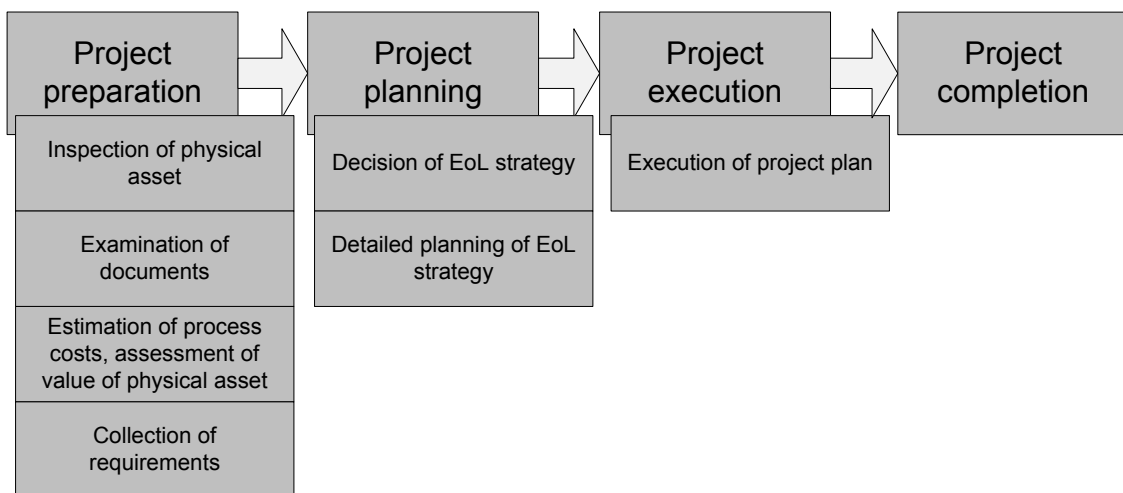 Project
preparation
Inspection of physical
asset
Examination of
documents
Estimation of process
costs, assessment of
value of physical asset
Collection of
requirements
Project
planning
Decision of EoL strategy
Detailed planning of EoL
strategy
Project
execution
Execution of project plan
Project
completion